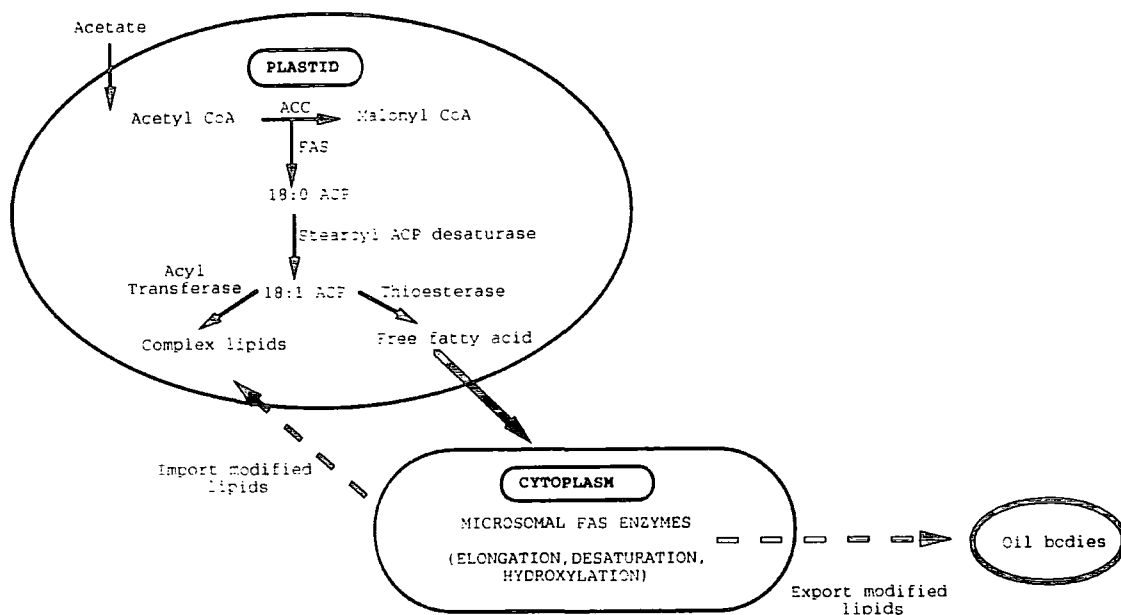 Acetate
PLASTID
Acetyl CoA
ACC
Malonyl CoA
FAS
18:0 ACP
Stearoyl ACP desaturase
Acyl
Transferase
18:1 ACP
Thioesterase
Complex lipids
Free fatty acid
Import modified
lipids
CYTOPLASM
MICROSOMAL FAS ENZYMES
(ELONGATION,DESATURATION,
HYDROXYLATION)
Oil bodies
Export modified
lipids